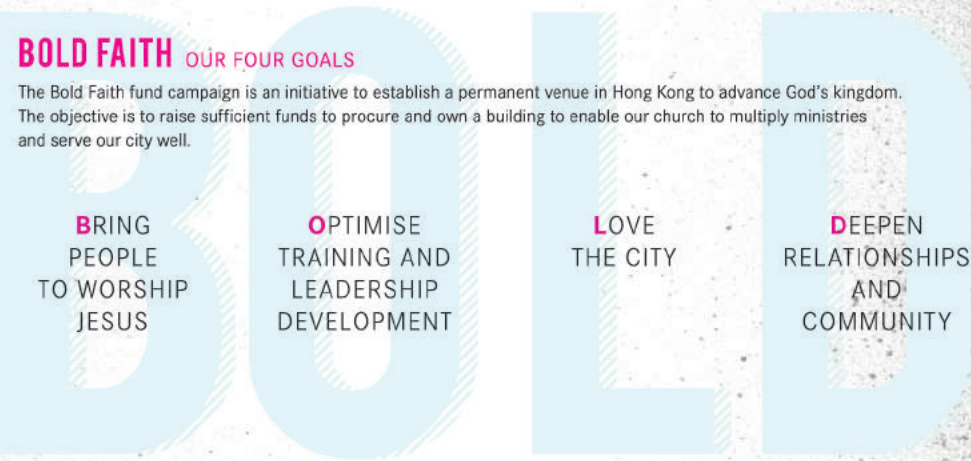 BOLD
BOLD FAITH OUR FOUR GOALS
The Bold Faith fund campaign is an initiative to establish a permanent venue in Hong Kong to advance God's kingdom.
The objective is to raise sufficient funds to procure and own a building to enable our church to multiply ministries
and serve our city well.
BRING
PEOPLE
TO WORSHIP
JESUS
OPTIMISE
TRAINING AND
LEADERSHIP
DEVELOPMENT
LOVE
THE CITY
DEEPEN
RELATIONSHIPS
AND
COMMUNITY